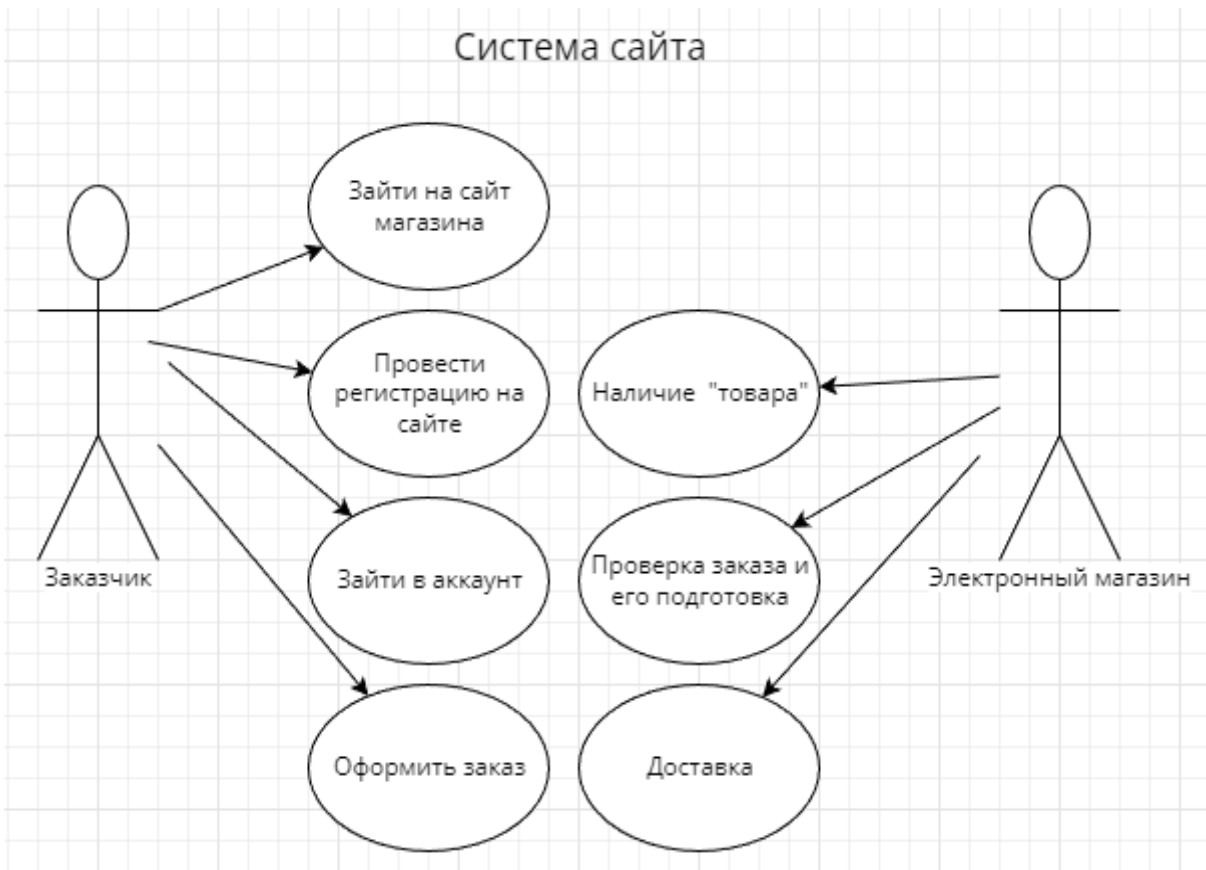 Система сайта
Зайти на сайт
магазина
Провести
регистрацию на
сайте
Наличие "товара"
Зайти в аккаунт
Проверка заказа и
его подготовка
Заказчик
Электронный магазин
Оформить заказ
Доставка